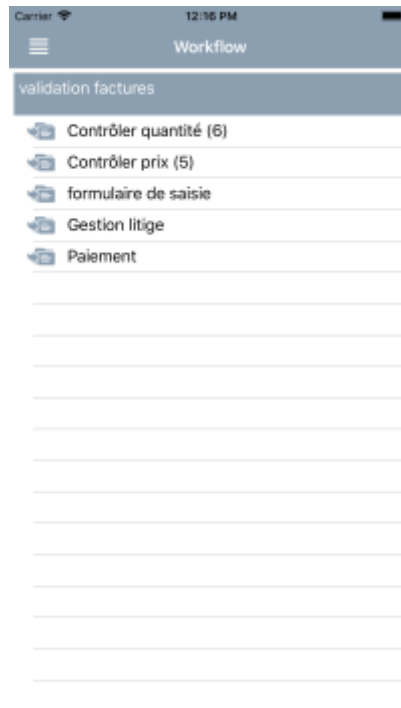 Carrier 12:16 PM
Workflow
validation factures
Contrôler quantité (6)
Contrôler prix (5)
formulaire de saisie
Gestion litige
Paiement